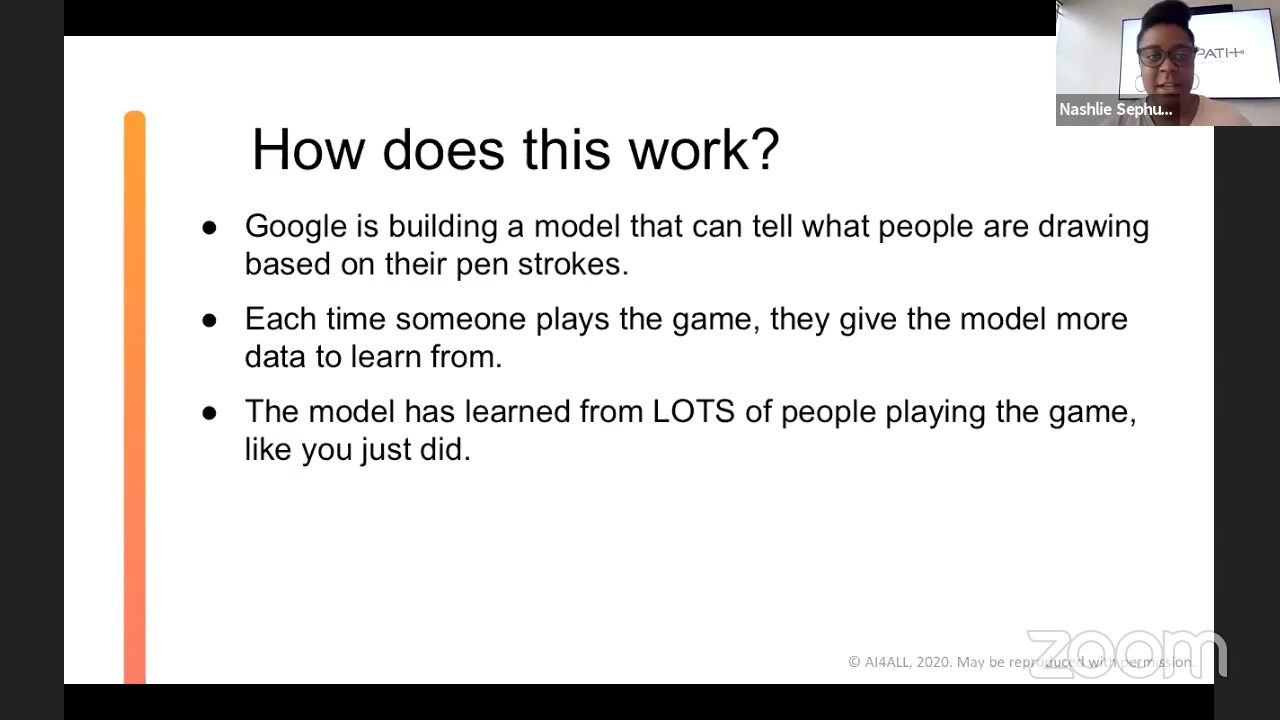 How does this work?
● Google is building a model that can tell what people are drawing
based on their pen strokes.
● Each time someone plays the game, they give the model more
data to learn from.
● The model has learned from LOTS of people playing the game,
like you just did.
© AI4ALL, 2020. May be reproduced with permission.
zoom
PATH
Nashlie Sephu...